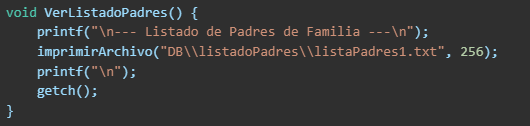 void VerListadoPadres() {
    printf("\n--- Listado de Padres de Familia ---\n");
    imprimirArchivo("DB\\listadoPadres\\listaPadres1.txt", 256);
    printf("\n");
    getch();
}